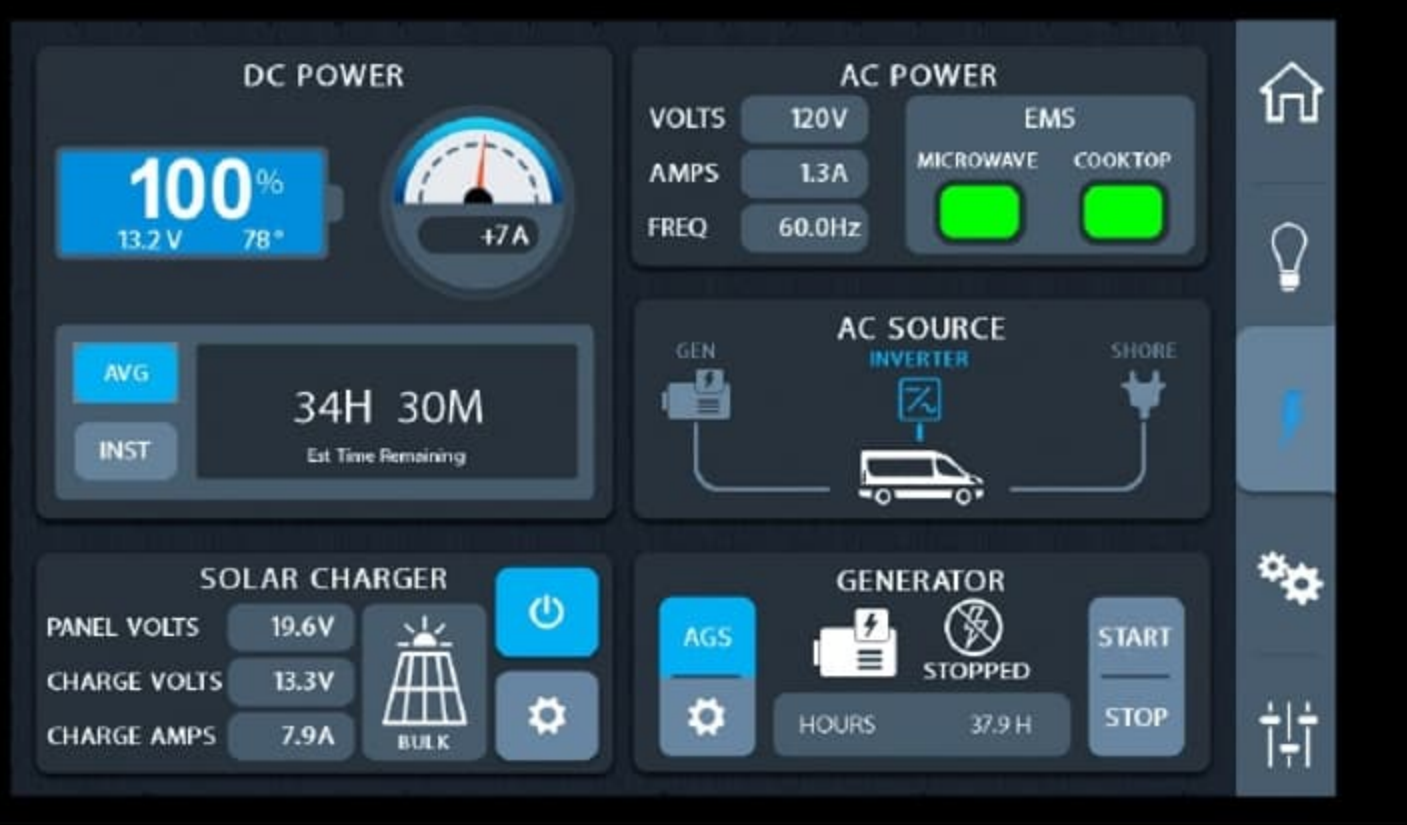 DC POWER
100%
13.2 V 78°
+7A
AVG
INST
34H 30M
Est Time Remaining
AC POWER
VOLTS 120V
AMPS 1.3A
FREQ 60.0Hz
EMS
MICROWAVE COOKTOP
AC SOURCE
GEN
INVERTER
SHORE
SOLAR CHARGER
PANEL VOLTS 19.6V
CHARGE VOLTS 13.3V
CHARGE AMPS 7.9A
BULK
GENERATOR
AGS
STOPPED
HOURS 37.9 H
START
STOP